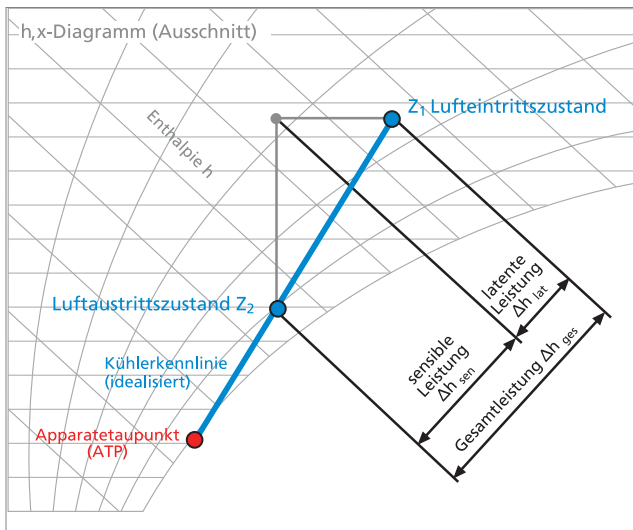 h,x-Diagramm (Ausschnitt)
Z₁ Lufteintrittszustand
Enthalpie h
Luftaustrittszustand Z₂
latente
Leistung
Δh lat
sensible
Leistung
Δh sen
Gesamtleistung Δh ges
Kühlerkennlinie
(idealisiert)
Apparatetaupunkt
(ATP)